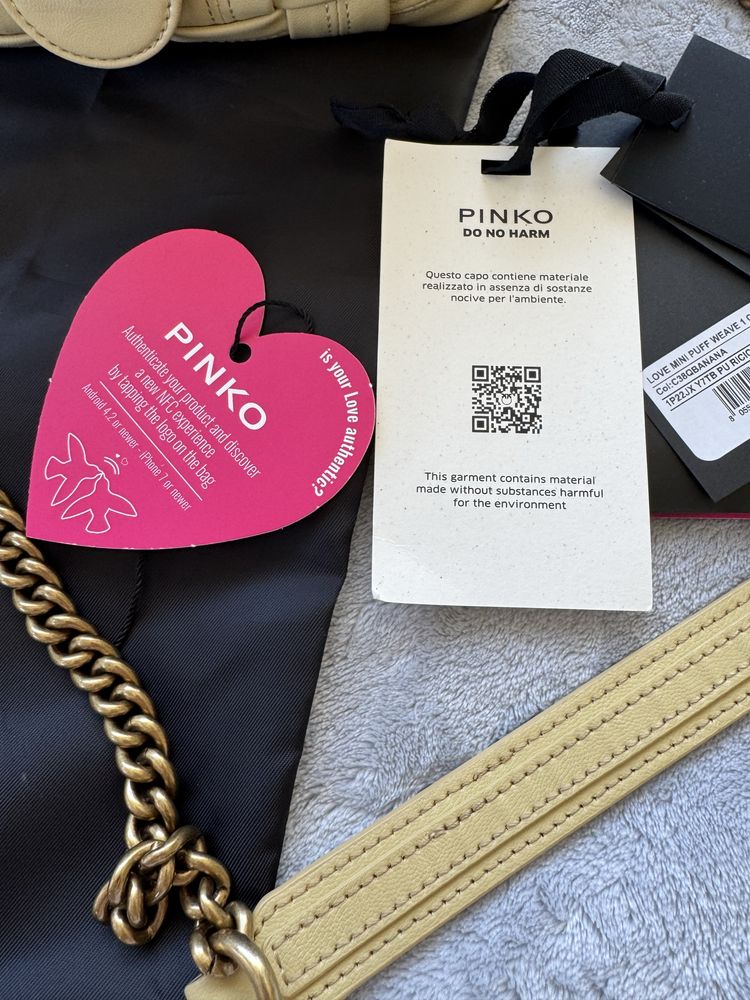 PINKO
Authenticate your product and discover
a new NFC experience
by tapping the logo on the bag
Android 4,2 or newer - iPhone 7 or newer
is your Love authentic?
PINKO
DO NO HARM
Questo capo contiene materiale
realizzato in assenza di sostanze
nocive per l'ambiente.
This garment contains material
made without substances harmful
for the environment
LOVE MINI PUFF WEAVE 1
Col:C38QBANANA
1P22JX Y7TB PU RICIC
8 055